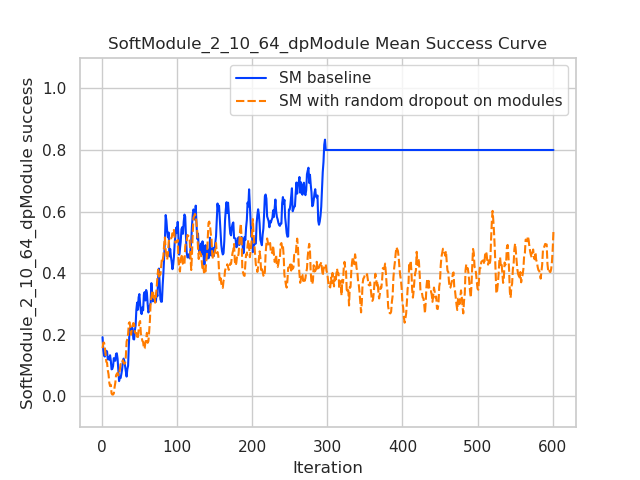 SoftModule_2_10_64_dpModule Mean Success Curve
SM baseline
SM with random dropout on modules
SoftModule_2_10_64_dpModule success
1.0
0.8
0.6
0.4
0.2
0.0
0 100 200 300 400 500 600
Iteration